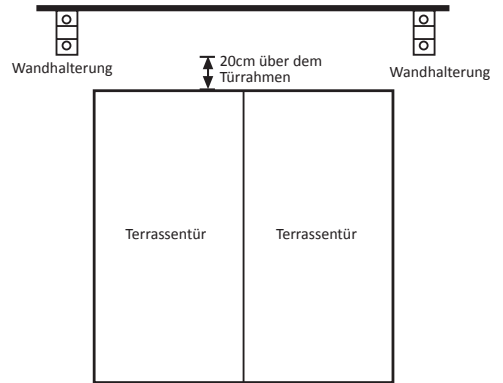 Wandhalterung
20cm über dem
Türrahmen
Wandhalterung
Terrassentür
Terrassentür